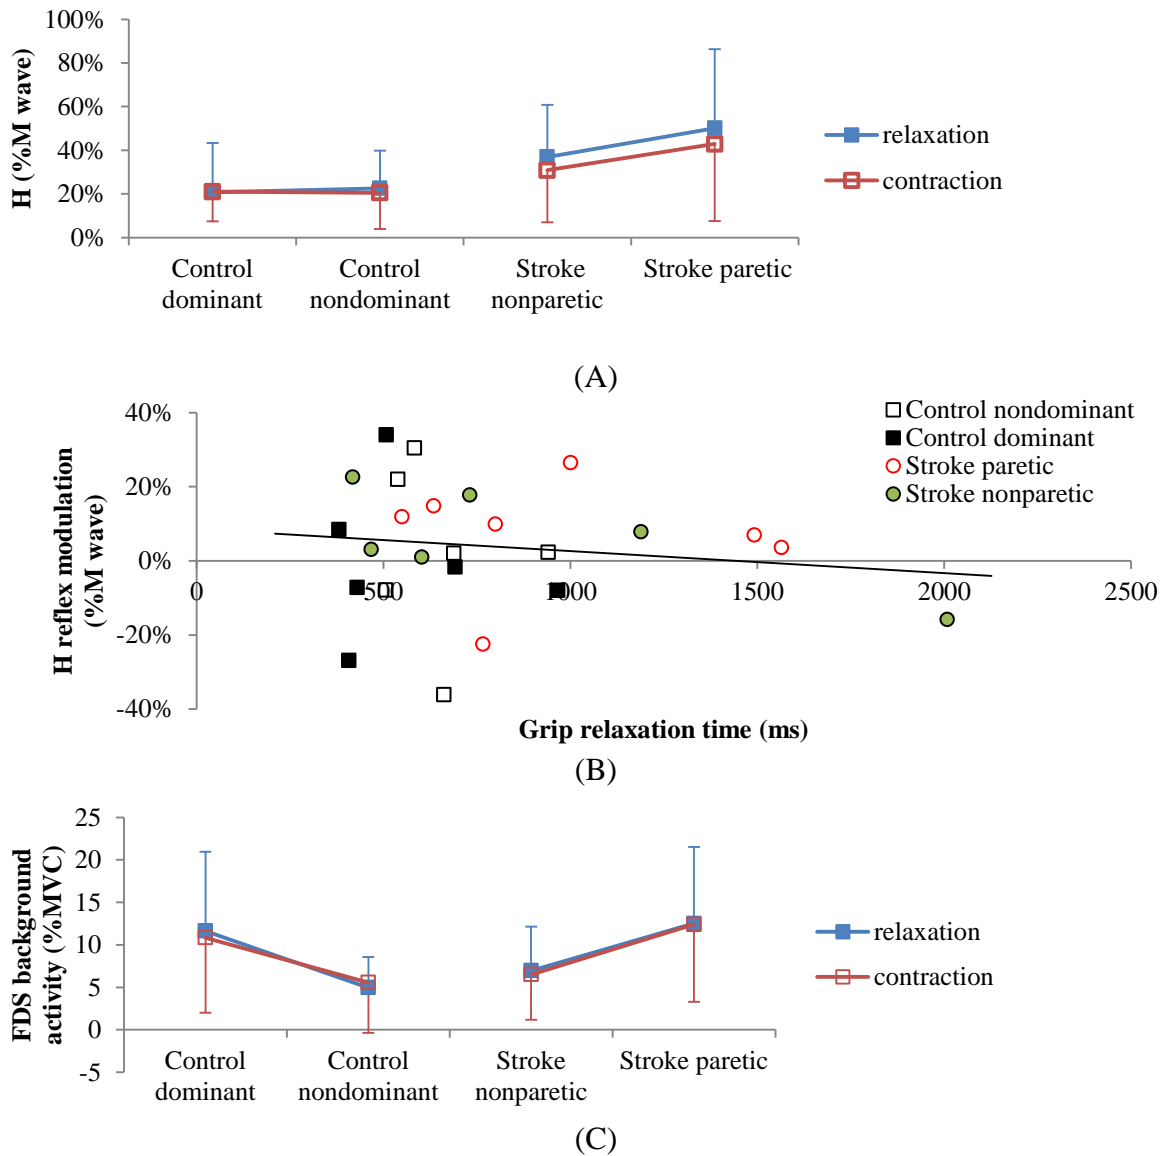 100%
80%
60%
40%
20%
0%
H (%M wave)
Control
dominant
Control
nondominant
Stroke
nonparetic
Stroke paretic
relaxation
contraction
(A)
40%
20%
0%
-20%
-40%
H reflex modulation
(%M wave)
0
500
1000
1500
2000
2500
Control nondominant
Control dominant
Stroke paretic
Stroke nonparetic
Grip relaxation time (ms)
(B)
25
20
15
10
5
0
-5
FDS background
activity (%MVC)
Control
dominant
Control
nondominant
Stroke
nonparetic
Stroke paretic
relaxation
contraction
(C)